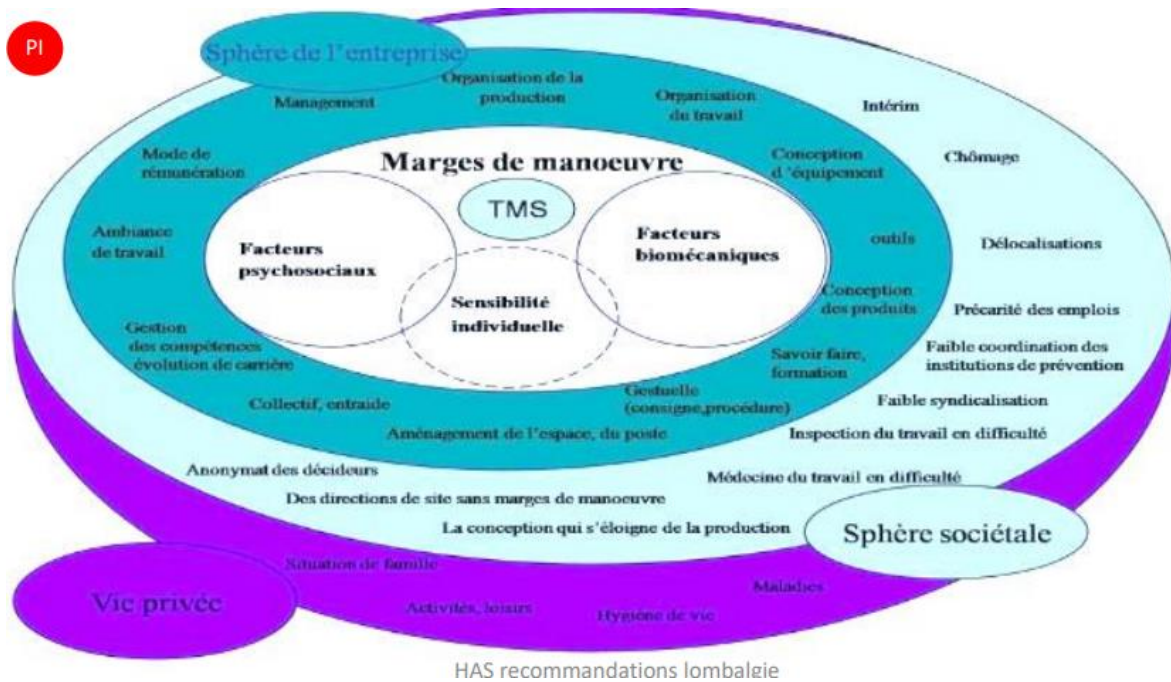 PI
Sphère de l'entreprise
Management
Organisation de la
production
Organisation
du travail
Intérim
Chômage
Mode de
rémunération
Marges de manoeuvre
Conception
d 'équipement
TMS
Ambiance
de travail
Facteurs
psychosociaux
Facteurs
biomécaniques
outils
Délocalisations
Sensibilité
individuelle
Conception
des produits
Précarité des emplois
Gestion
des compétences
évolution de carrière
Savoir faire,
formation
Faible coordination des
institutions de prévention
Collectif, entraide
Gestuelle
(consigne,procédure)
Faible syndicalisation
Aménagement de l'espace, du poste
Inspection du travail en difficulté
Anonymat des décideurs
Médecine du travail en difficulté
Des directions de site sans marges de manoeuvre
La conception qui s'éloigne de la production
Sphère sociétale
Situation de famille
Vie privée
Activités, loisirs
Hygiène de vie
Maladies
HAS recommandations lombalgie